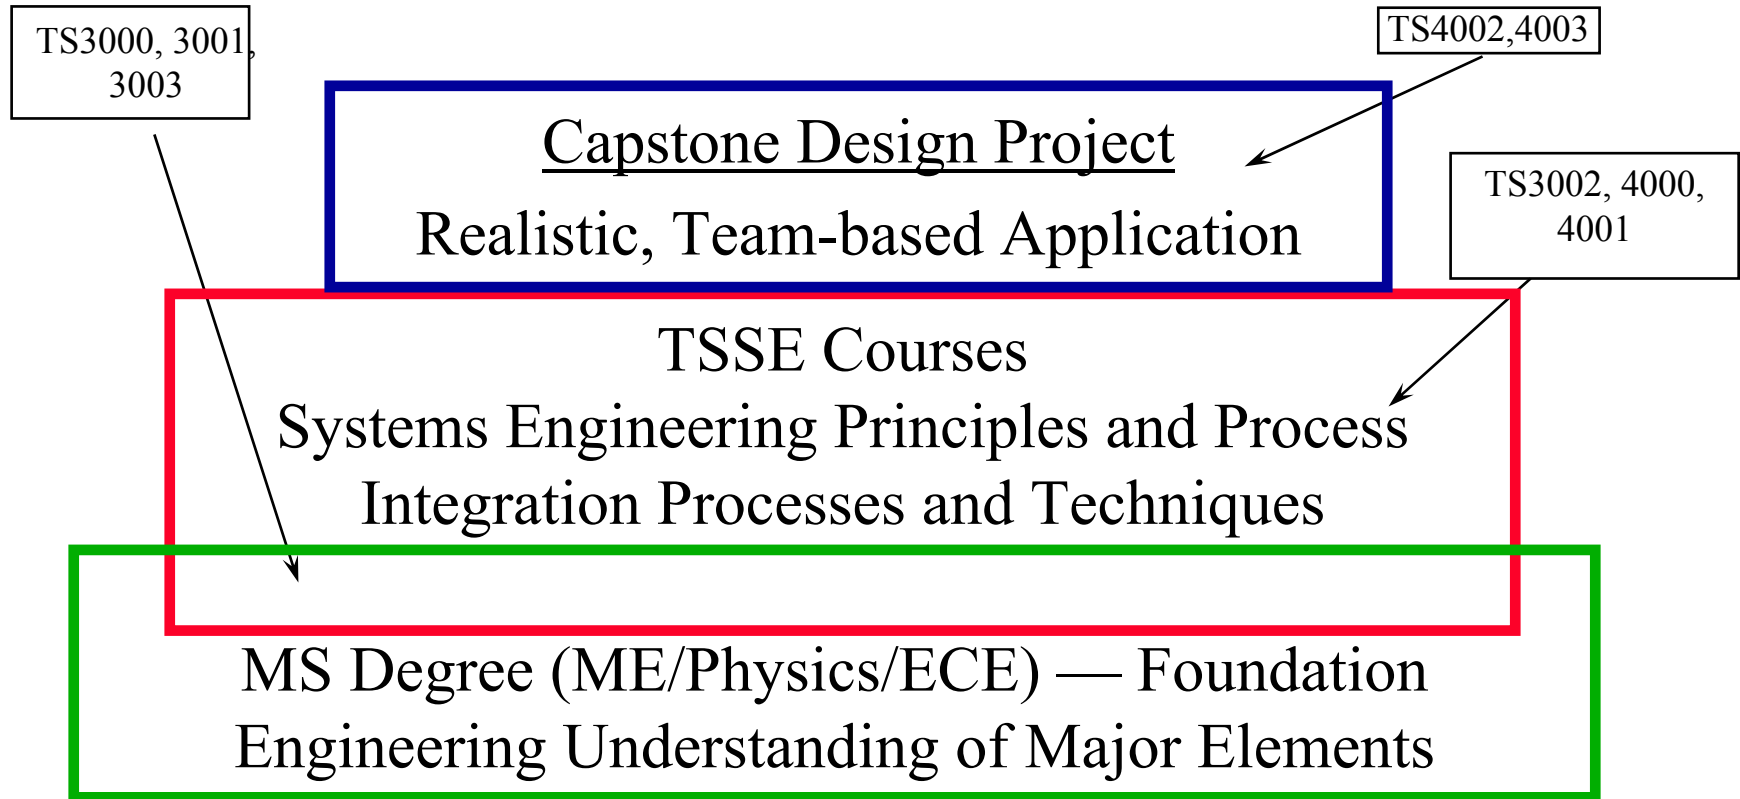 TS3000, 3001,
3003
TS4002,4003
Capstone Design Project
Realistic, Team-based Application
TS3002, 4000,
4001
TSSE Courses
Systems Engineering Principles and Process
Integration Processes and Techniques
MS Degree (ME/Physics/ECE) — Foundation
Engineering Understanding of Major Elements